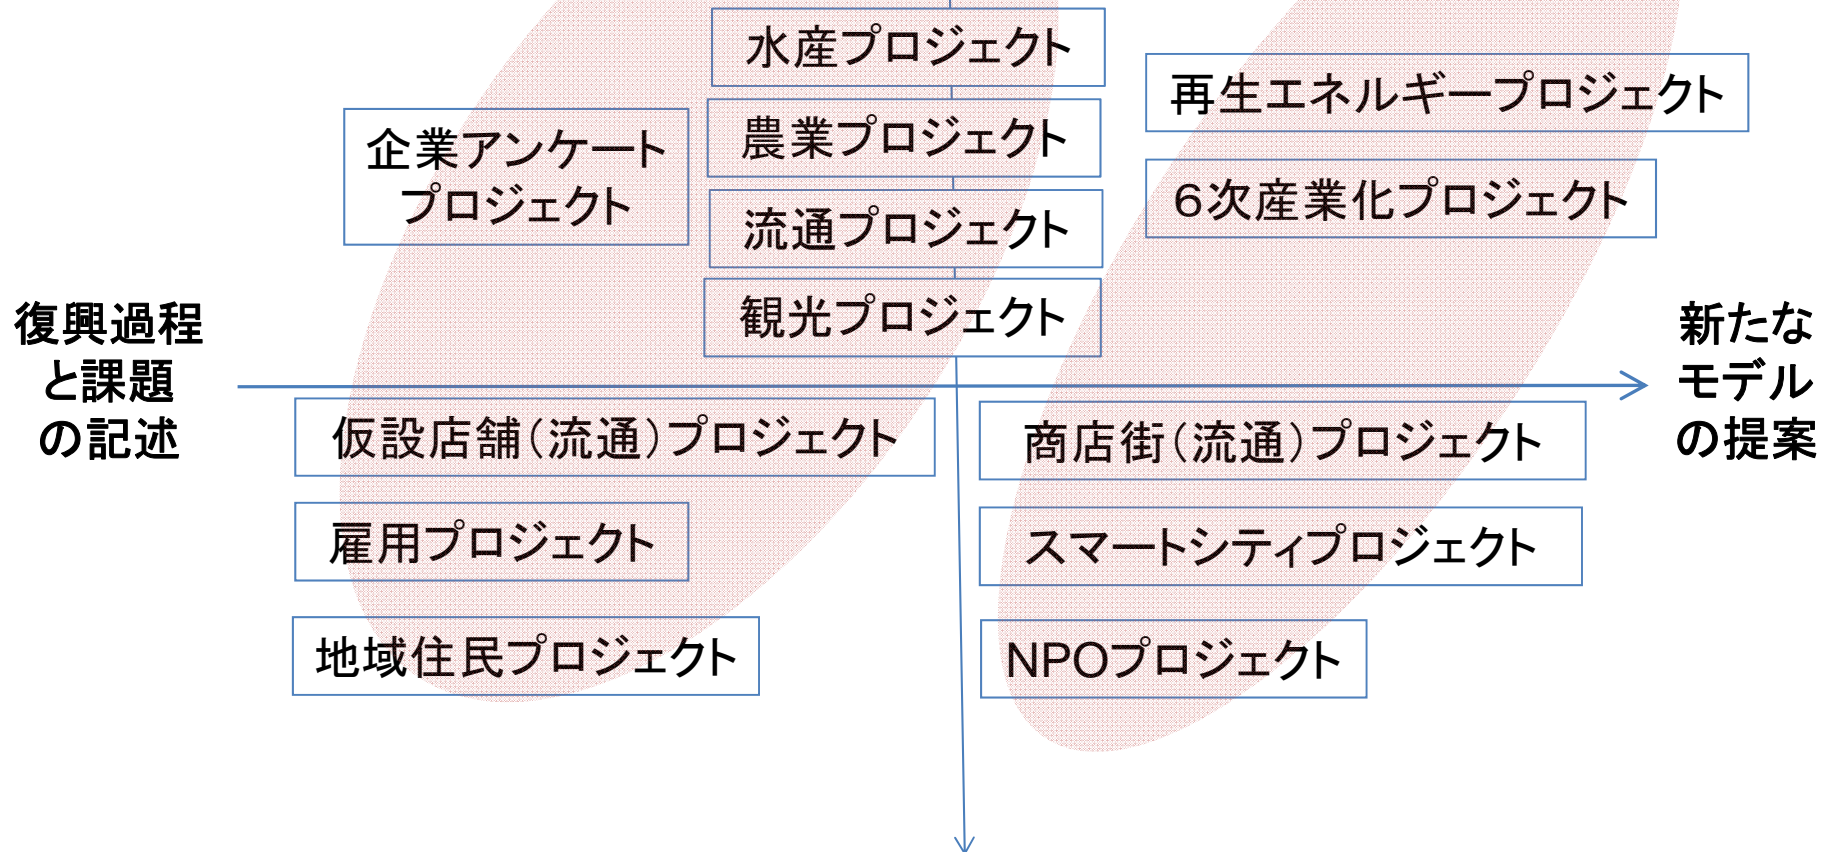 水産プロジェクト
再生エネルギープロジェクト
農業プロジェクト
企業アンケート
プロジェクト
6次産業化プロジェクト
流通プロジェクト
観光プロジェクト
復興過程
と課題
の記述
新たな
モデル
の提案
仮設店舗(流通)プロジェクト
商店街(流通)プロジェクト
雇用プロジェクト
スマートシティプロジェクト
地域住民プロジェクト
NPOプロジェクト